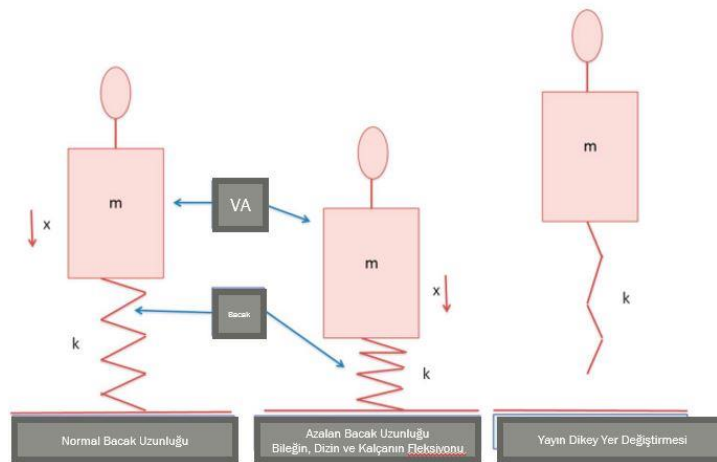 m
m
VA
m
x
m
x
Bacak
k
k
k
Normal Bacak Uzunluğu
Azalan Bacak Uzunluğu
Bileğin, Dizin ve Kalçanın Fleksiyonu
Yayın Dikey Yer Değiştirmesi